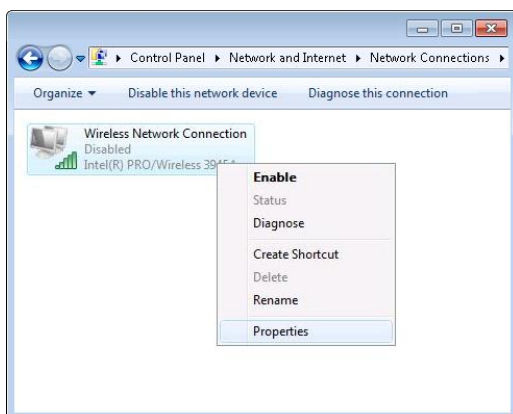 Control Panel ▸ Network and Internet ▸ Network Connections ▸
Organize ▾ Disable this network device Diagnose this connection
Wireless Network Connection
Disabled
Intel(R) PRO/Wireless
Enable
Status
Diagnose
Create Shortcut
Delete
Rename
Properties